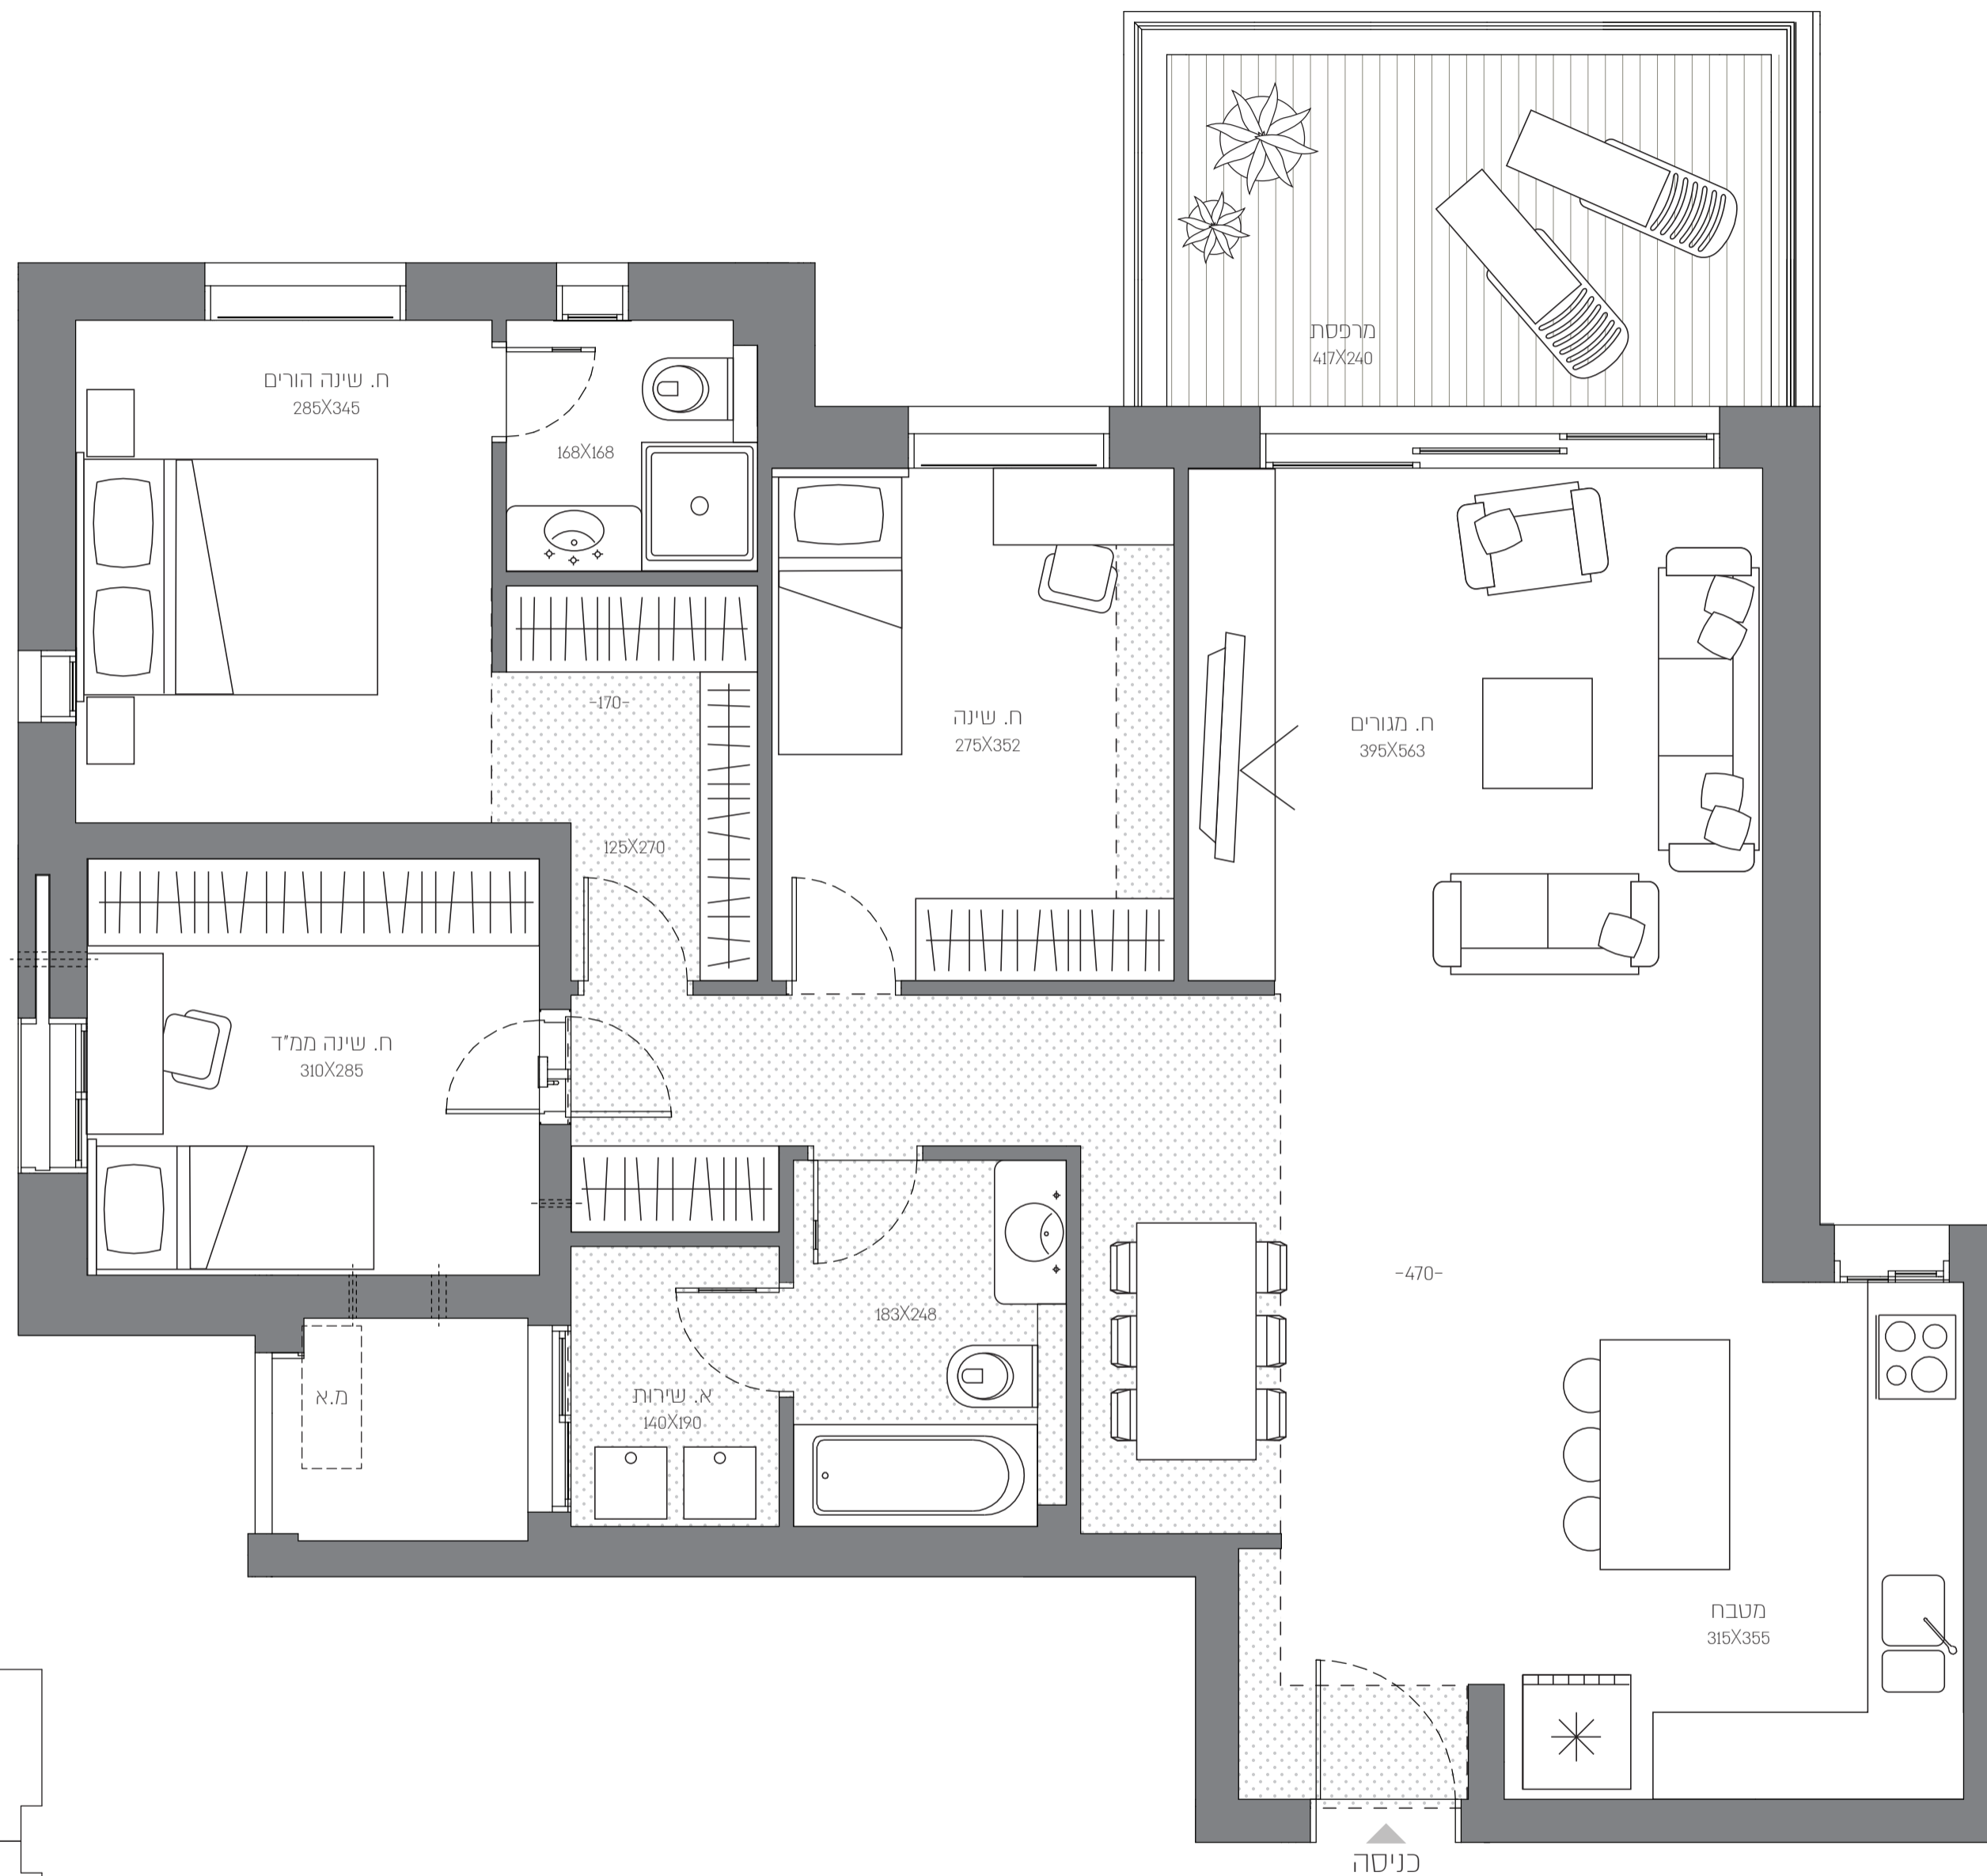 מרפסת
417X240
ח. שינה הורים
285X345
168X168
-170-
ח. שינה
275X352
ח. מגורים
395X563
125X270
ח. שינה ממ"ד
310X285
-470-
183X248
מ.א
א. שירות
140X190
מטבח
315X355
כניסה